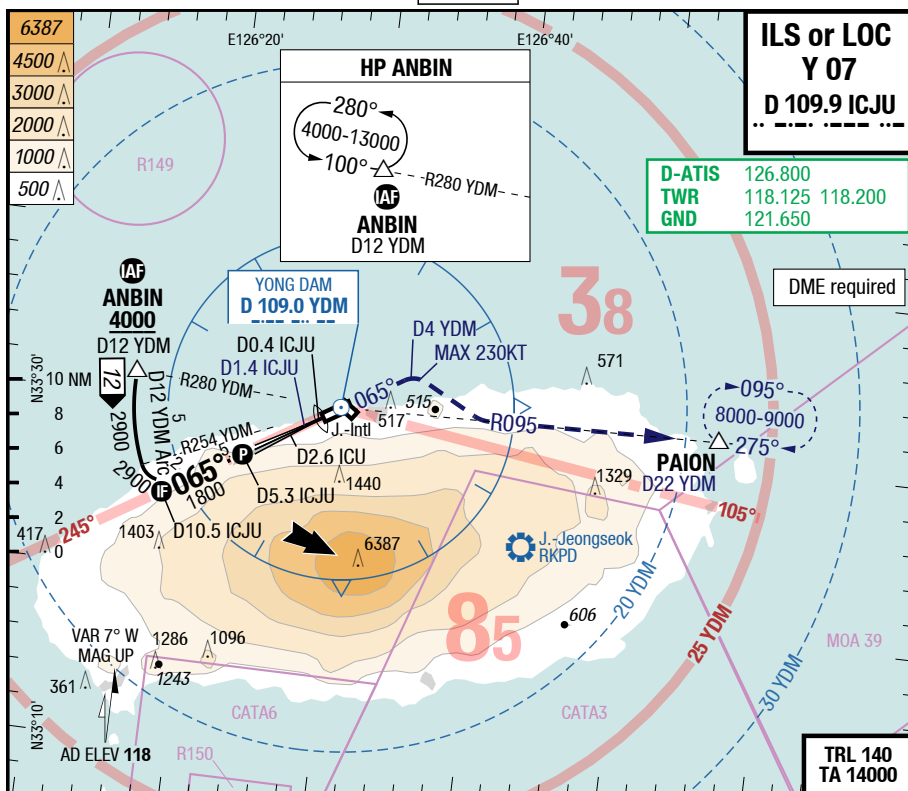 6387
4500
3000
2000
1000
500
E126°20'
E126°40'
ILS or LOC
Y 07
D 109.9 ICJU
HP ANBIN
280°
4000-13000
100°
R280 YDM
IAF
ANBIN
D12 YDM
R149
D-ATIS 126.800
TWR 118.125 118.200
GND 121.650
DME required
IAF
ANBIN
4000
D12 YDM
YONG DAM
D 109.0 YDM
38
D0.4 ICJU
D1.4 ICJU
D4 YDM
MAX 230KT
571
N33°30'
10 NM
8
6
4
2
0
12
2900
D12 YDM Arc
5
R280 YDM
065°
517
515
095°
8000-9000
275°
J.-Intl
R095
R254 YDM
2
5
P
D2.6 ICU
PAION
D22 YDM
2900
IF
065°
1800
D5.3 ICJU
1440
1329
105°
417
245°
1403
D10.5 ICJU
6387
J.-Jeongseok
RKPD
20 YDM
85
606
25 YDM
MOA 39
VAR 7° W
MAG UP
1286
1096
1243
361
30 YDM
N33°10'
CATA6
CATA3
AD ELEV 118
R150
TRL 140
TA 14000